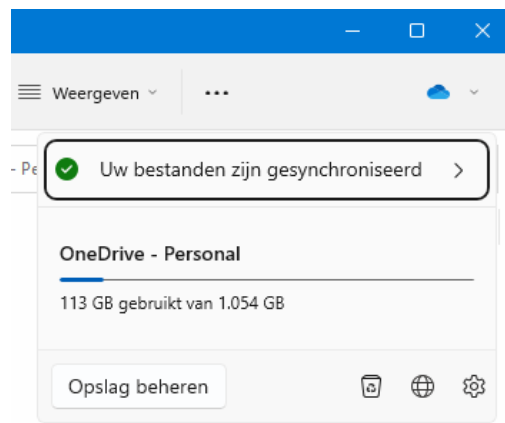 Weergeven
- Pe
Uw bestanden zijn gesynchroniseerd
OneDrive - Personal
113 GB gebruikt van 1.054 GB
Opslag beheren